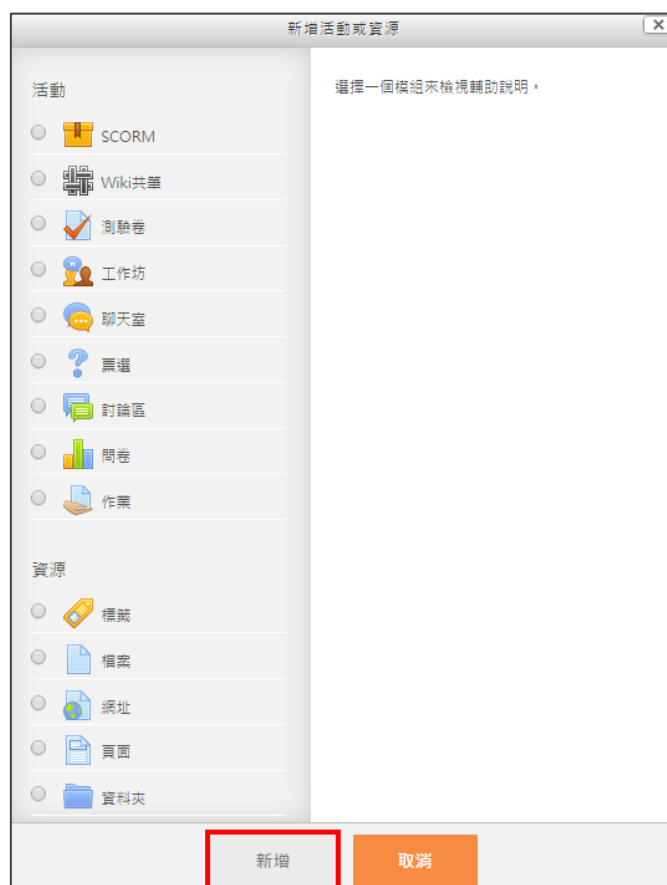 新增活動或資源
活動
SCORM
Wiki共筆
測驗卷
工作坊
聊天室
票選
討論區
問卷
作業
資源
標籤
檔案
網址
頁面
資料夾
選擇一個模組來檢視輔助說明。
新增
取消